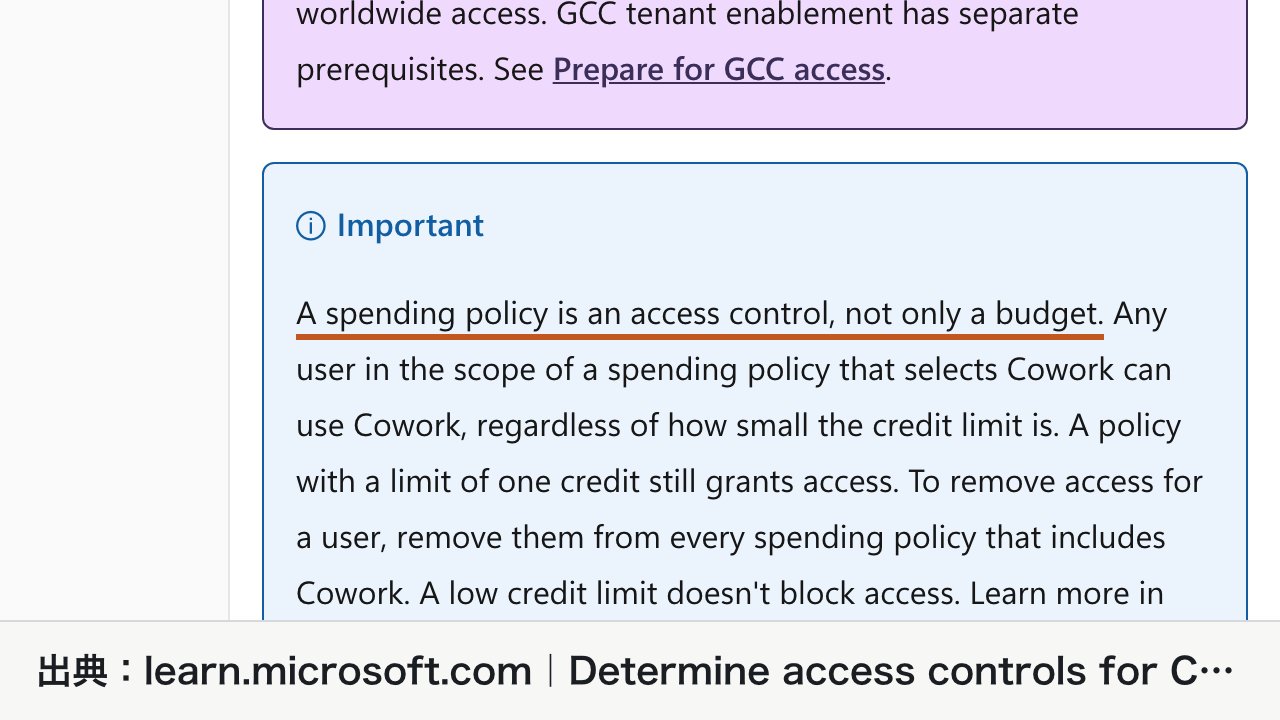 worldwide access. GCC tenant enablement has separate
prerequisites. See Prepare for GCC access.
Important
A spending policy is an access control, not only a budget. Any
user in the scope of a spending policy that selects Cowork can
use Cowork, regardless of how small the credit limit is. A policy
with a limit of one credit still grants access. To remove access for
a user, remove them from every spending policy that includes
Cowork. A low credit limit doesn't block access. Learn more in
出典：learn.microsoft.com｜Determine access controls for C…